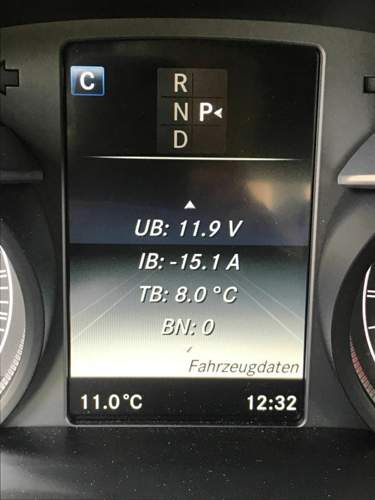 C
R
N P
D
UB: 11.9 V
IB: -15.1 A
TB: 8.0 °C
BN: 0
Fahrzeugdaten
11.0°C 12:32